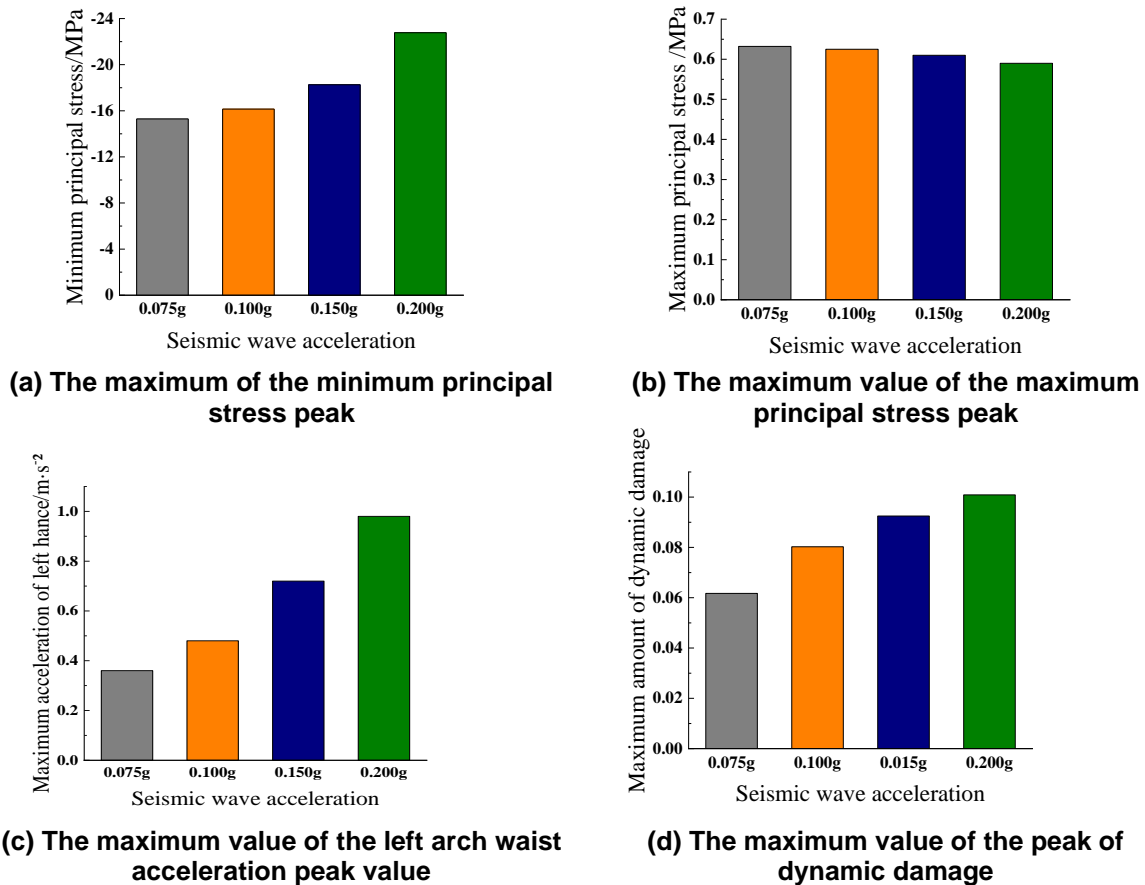 -24
-20
-16
-12
-8
-4
0
Minimum principal stress/MPa
0.075g 0.100g 0.150g 0.200g
Seismic wave acceleration
(a) The maximum of the minimum principal
stress peak
0.7
0.6
0.5
0.4
0.3
0.2
0.1
0.0
Maximum principal stress /MPa
0.075g 0.100g 0.150g 0.200g
Seismic wave acceleration
(b) The maximum value of the maximum
principal stress peak
1.0
0.8
0.6
0.4
0.2
0.0
Maximum acceleration of left hance/m·s⁻²
0.075g 0.100g 0.150g 0.200g
Seismic wave acceleration
(c) The maximum value of the left arch waist
acceleration peak value
0.10
0.08
0.06
0.04
0.02
0.00
Maximum amount of dynamic damage
0.075g 0.100g 0.015g 0.200g
Seismic wave acceleration
(d) The maximum value of the peak of
dynamic damage